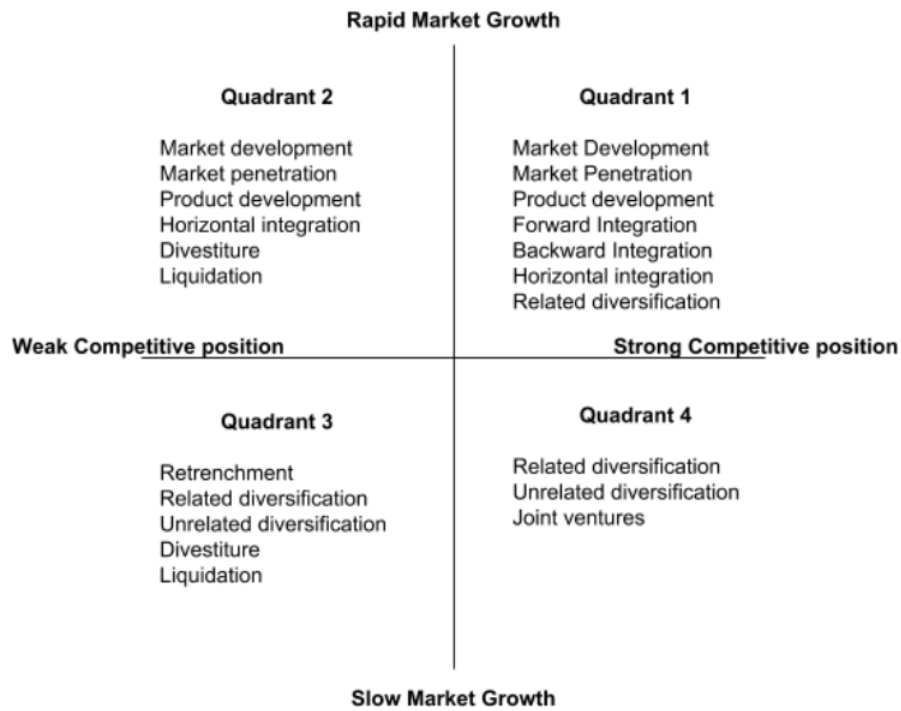 Rapid Market Growth
Quadrant 2
Market development
Market penetration
Product development
Horizontal integration
Divestiture
Liquidation
Quadrant 1
Market Development
Market Penetration
Product development
Forward Integration
Backward Integration
Horizontal integration
Related diversification
Weak Competitive position
Strong Competitive position
Quadrant 3
Retrenchment
Related diversification
Unrelated diversification
Divestiture
Liquidation
Quadrant 4
Related diversification
Unrelated diversification
Joint ventures
Slow Market Growth